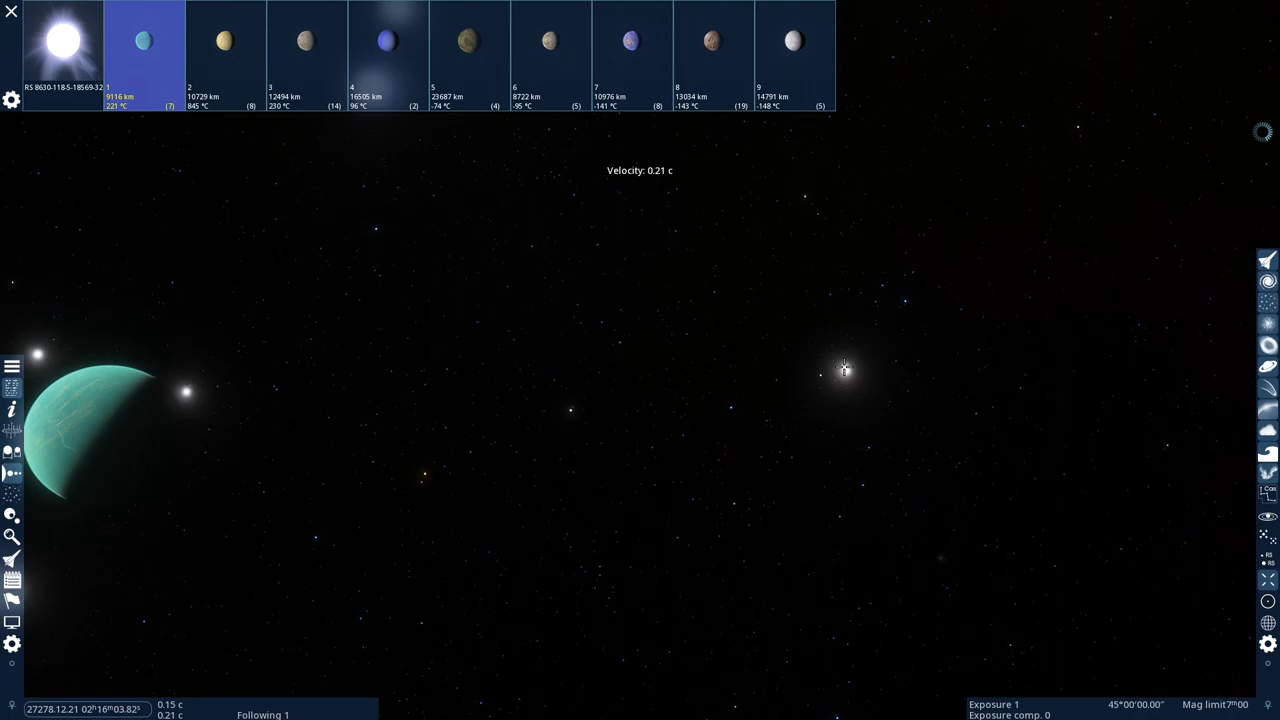 RS 8630-118-5-18569-32
1
9116 km
221 °C (7)
2
10729 km
845 °C (8)
3
12494 km
230 °C (14)
4
16505 km
96 °C (2)
5
23687 km
-74 °C (4)
6
8722 km
-95 °C (5)
7
10976 km
-141 °C (8)
8
13034 km
-143 °C (19)
9
14791 km
-148 °C (5)
Velocity: 0.21 c
RS
RS
27278.12.21 02ʰ16ᵐ03.82ˢ
0.15 c
0.21 c
Following 1
Exposure 1
Exposure comp. 0
45°00′00.00″
Mag limit7ᵐ00